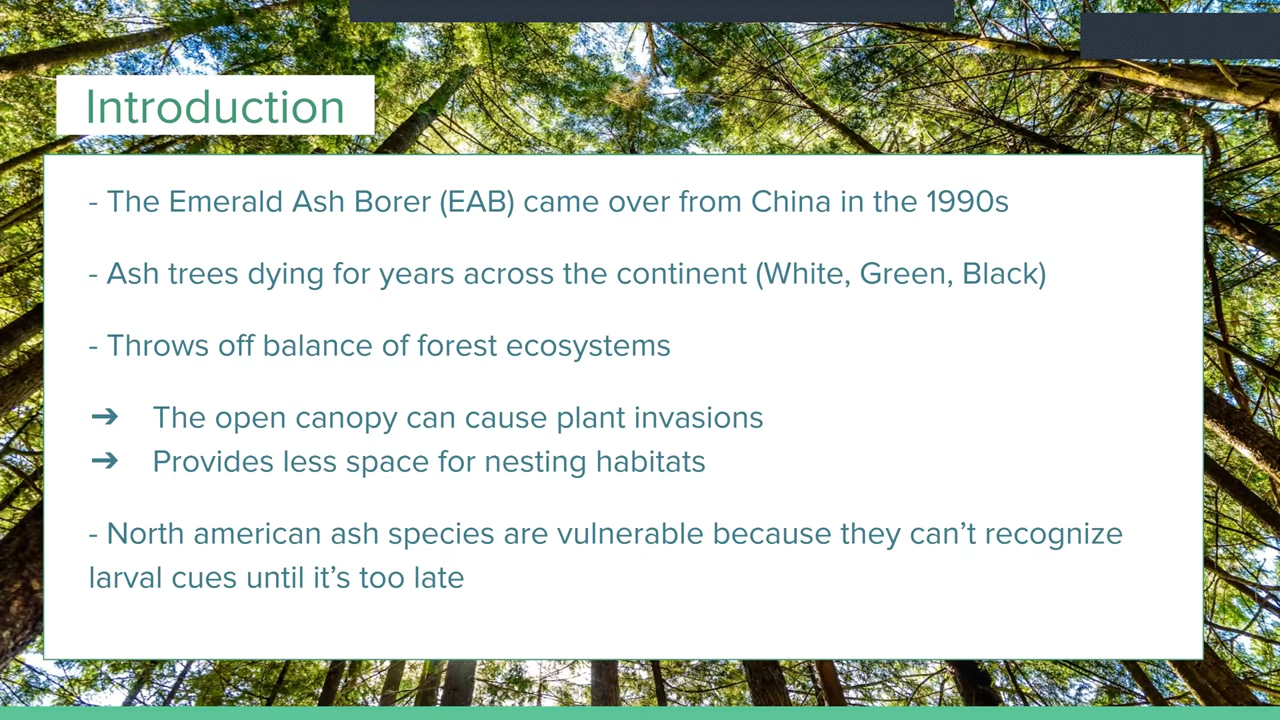 Introduction
- The Emerald Ash Borer (EAB) came over from China in the 1990s
- Ash trees dying for years across the continent (White, Green, Black)
- Throws off balance of forest ecosystems
➔ The open canopy can cause plant invasions
➔ Provides less space for nesting habitats
- North american ash species are vulnerable because they can’t recognize
larval cues until it’s too late